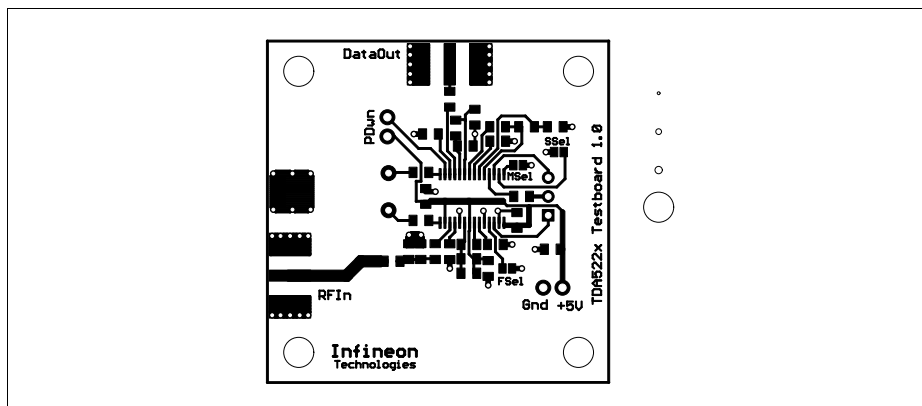 DataOut
PDwn
SSel
MSel
TDA522x Testboard 1.0
FSel
RFIn
Gnd +5V
Infineon
Technologies